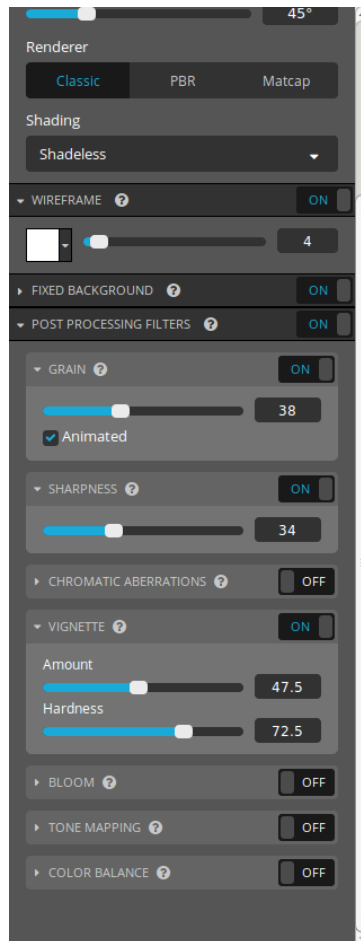 45°
Renderer
Classic PBR Matcap
Shading
Shadeless
WIREFRAME ? ON
4
FIXED BACKGROUND ? ON
POST PROCESSING FILTERS ? ON
GRAIN ? ON
38
Animated
SHARPNESS ? ON
34
CHROMATIC ABERRATIONS ? OFF
VIGNETTE ? ON
Amount
47.5
Hardness
72.5
BLOOM ? OFF
TONE MAPPING ? OFF
COLOR BALANCE ? OFF